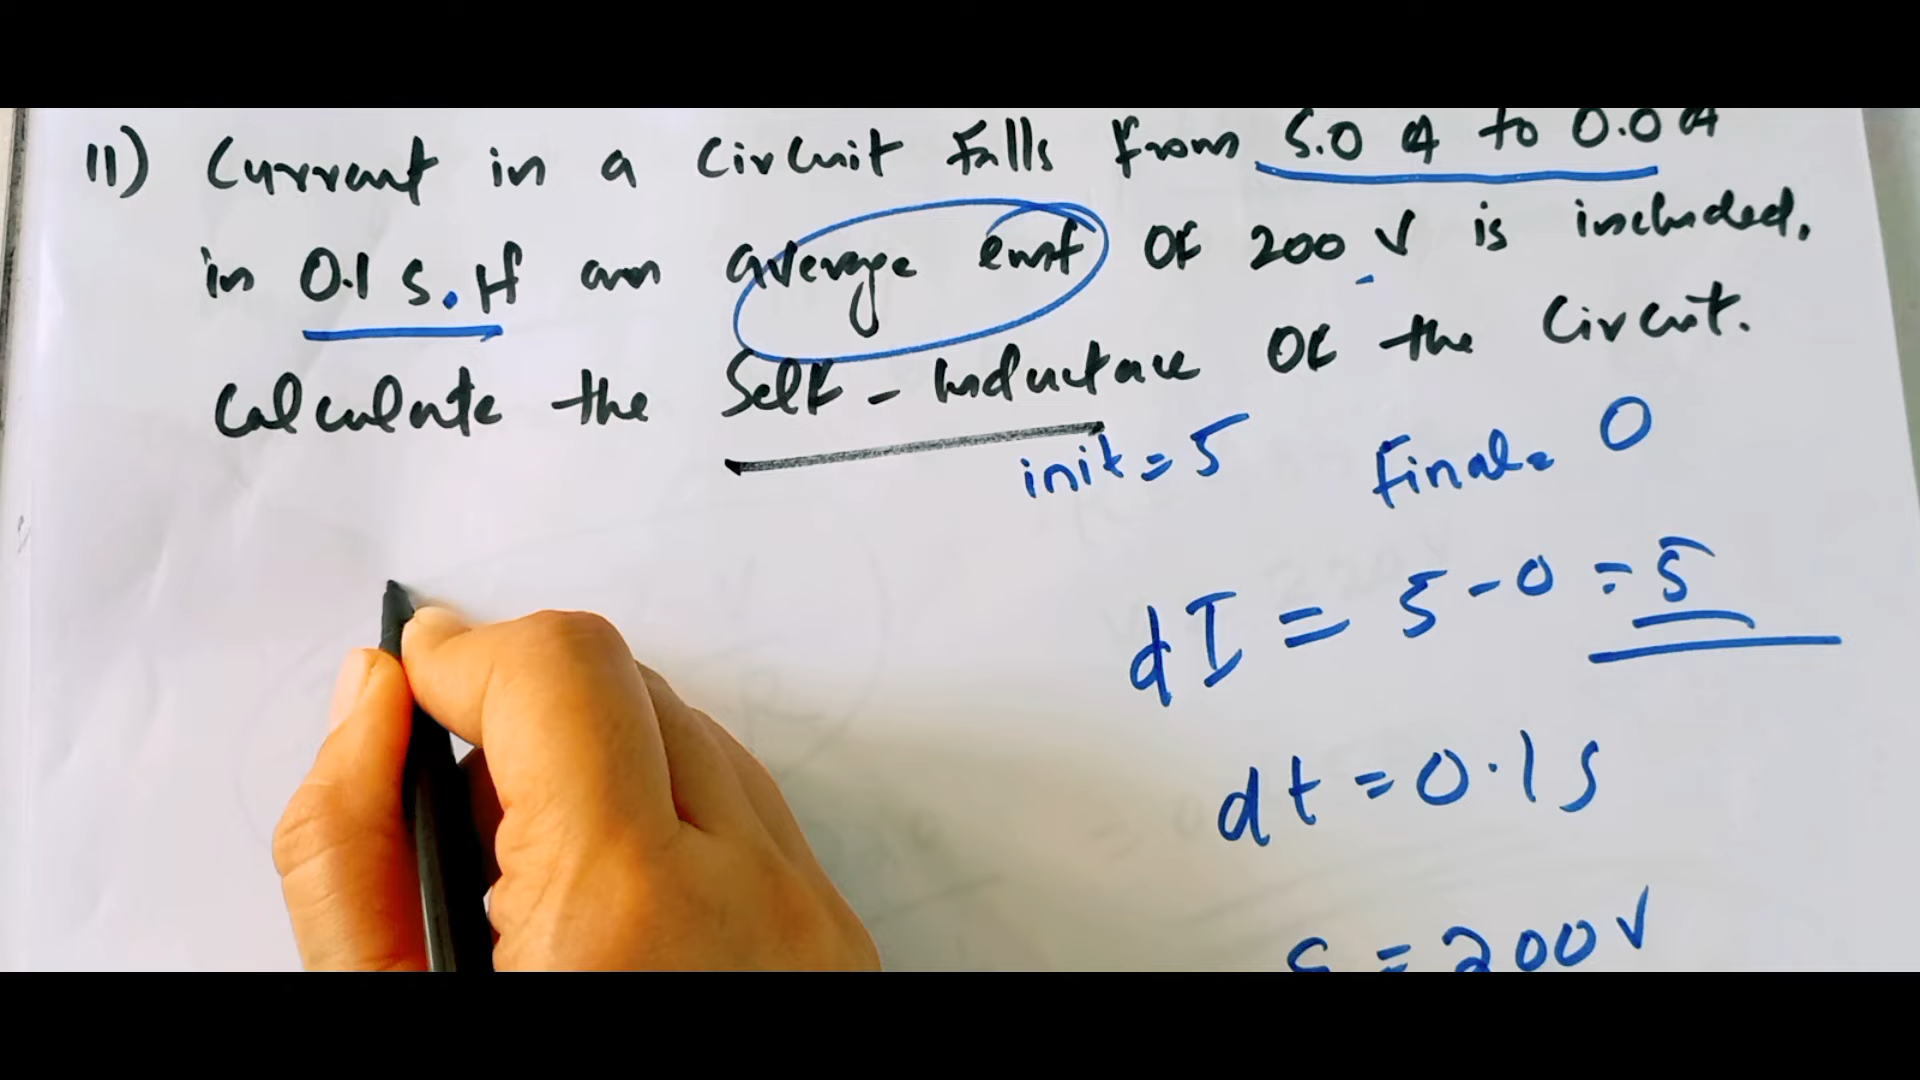 11) Current in a circuit falls from 5.0 A to 0.0 A
in 0.1 s. If an average emf of 200 V is included.
Calculate the Self-inductace of the circuit.
init = 5 final = 0
dI = 5 - 0 = 5
dt = 0.1 s
ε = 200 V